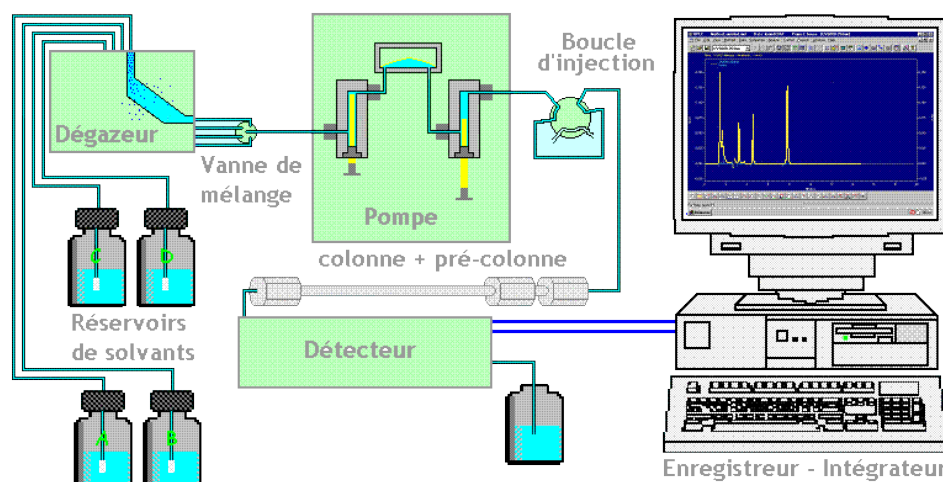 Boucle
d'injection
Dégazeur
Vanne de
mélange
Pompe
C
D
colonne + pré-colonne
Réservoirs
de solvants
Détecteur
A
B
Enregistreur - Intégrateur